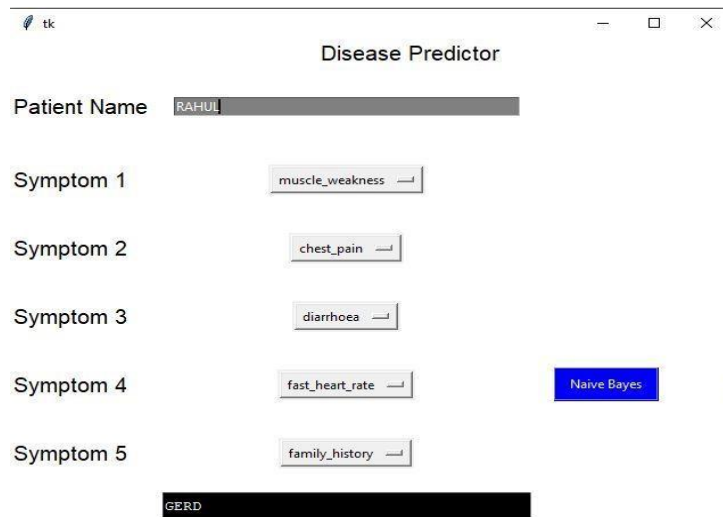 tk
Disease Predictor
Patient Name RAHUL
Symptom 1 muscle_weakness
Symptom 2 chest_pain
Symptom 3 diarrhoea
Symptom 4 fast_heart_rate Naive Bayes
Symptom 5 family_history
GERD